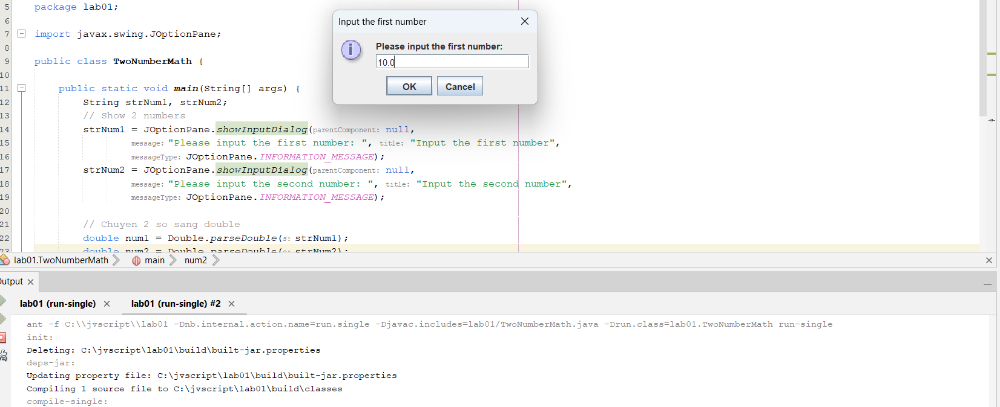 5 package lab01;
6
7 import javax.swing.JOptionPane;
8
9 public class TwoNumberMath {
10
11 public static void main(String[] args) {
12 String strNum1, strNum2;
13 // Show 2 numbers
14 strNum1 = JOptionPane.showInputDialog(parentComponent: null,
15 message: "Please input the first number: ", title: "Input the first number",
16 messageType: JOptionPane.INFORMATION_MESSAGE);
17 strNum2 = JOptionPane.showInputDialog(parentComponent: null,
18 message: "Please input the second number: ", title: "Input the second number",
19 messageType: JOptionPane.INFORMATION_MESSAGE);
20
21 // Chuyen 2 so sang double
22 double num1 = Double.parseDouble(s: strNum1);
23 double num2 = Double.parseDouble(s: strNum2);
Input the first number
Please input the first number:
10.0
OK Cancel
lab01.TwoNumberMath main num2
Output
lab01 (run-single) lab01 (run-single) #2
ant -f C:\\jvscript\\lab01 -Dnb.internal.action.name=run.single -Djavac.includes=lab01/TwoNumberMath.java -Drun.class=lab01.TwoNumberMath run-single
init:
Deleting: C:\jvscript\lab01\build\built-jar.properties
deps-jar:
Updating property file: C:\jvscript\lab01\build\built-jar.properties
Compiling 1 source file to C:\jvscript\lab01\build\classes
compile-single: